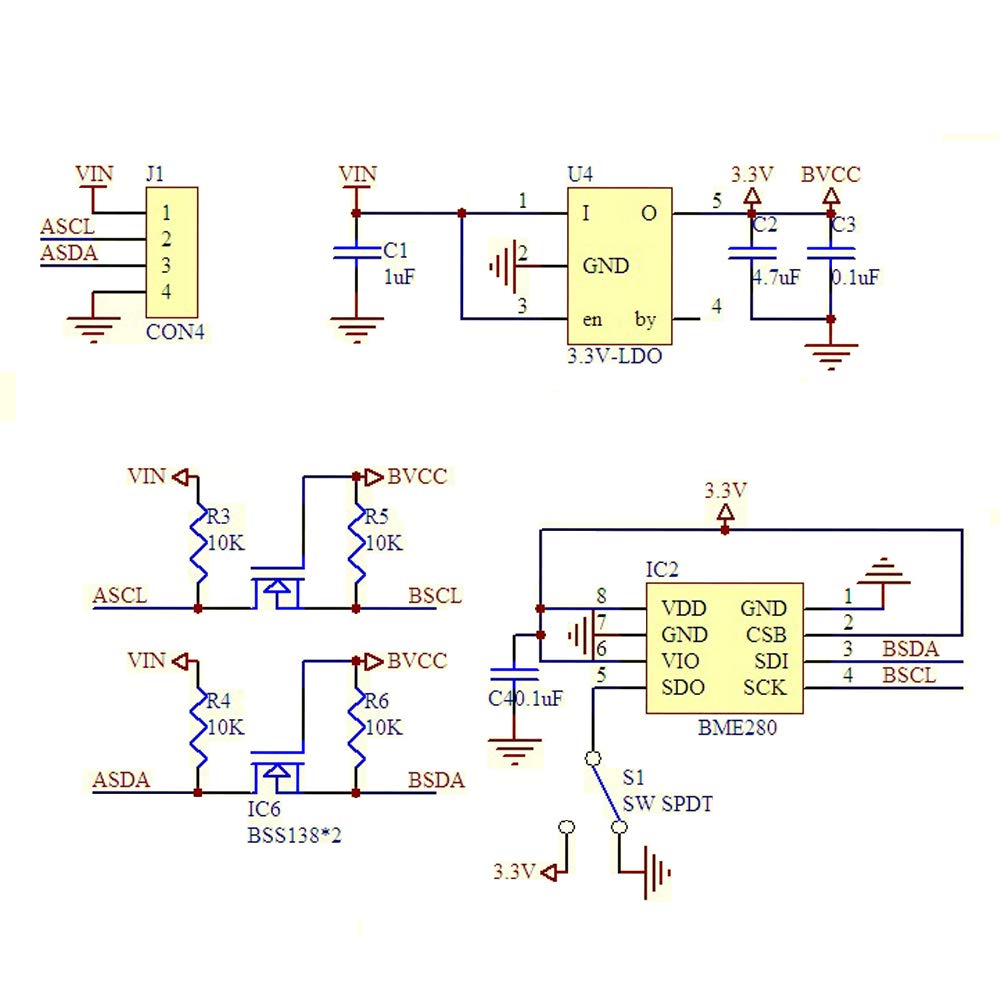 VIN
J1
1
ASCL
2
ASDA
3
4
CON4
VIN
C1
1uF
U4
1
I
O
5
2
GND
3
en
by
4
3.3V-LDO
3.3V
BVCC
C2
C3
4.7uF
0.1uF
VIN
BVCC
R3
10K
R5
10K
ASCL
BSCL
VIN
BVCC
R4
10K
R6
10K
ASDA
BSDA
IC6
BSS138*2
3.3V
IC2
8
VDD
GND
1
7
GND
CSB
2
6
VIO
SDI
3
BSDA
5
SDO
SCK
4
BSCL
C4
0.1uF
BME280
S1
SW SPDT
3.3V